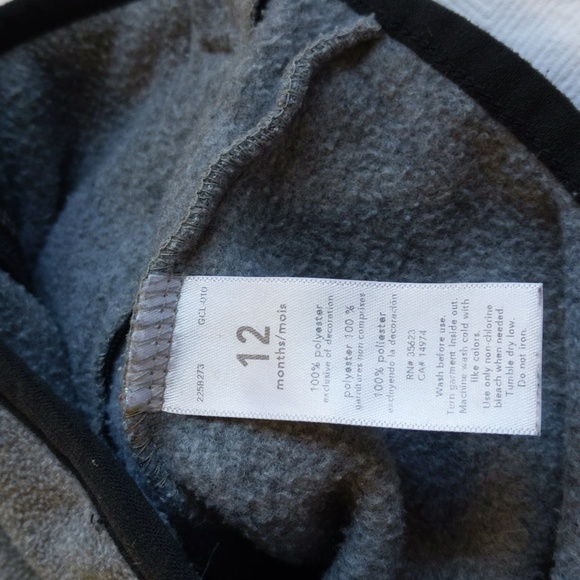 225B273 GCL-010
12
months/mois
100% polyester
exclusive of decoration
polyester 100 %
garnitures non comprises
100% poliester
excluyendo la decoración
RN# 35623
CA# 14974
Wash before use.
Turn garment inside out.
Machine wash cold with
like colors.
Use only non-chlorine
bleach when needed.
Tumble dry low.
Do not iron.